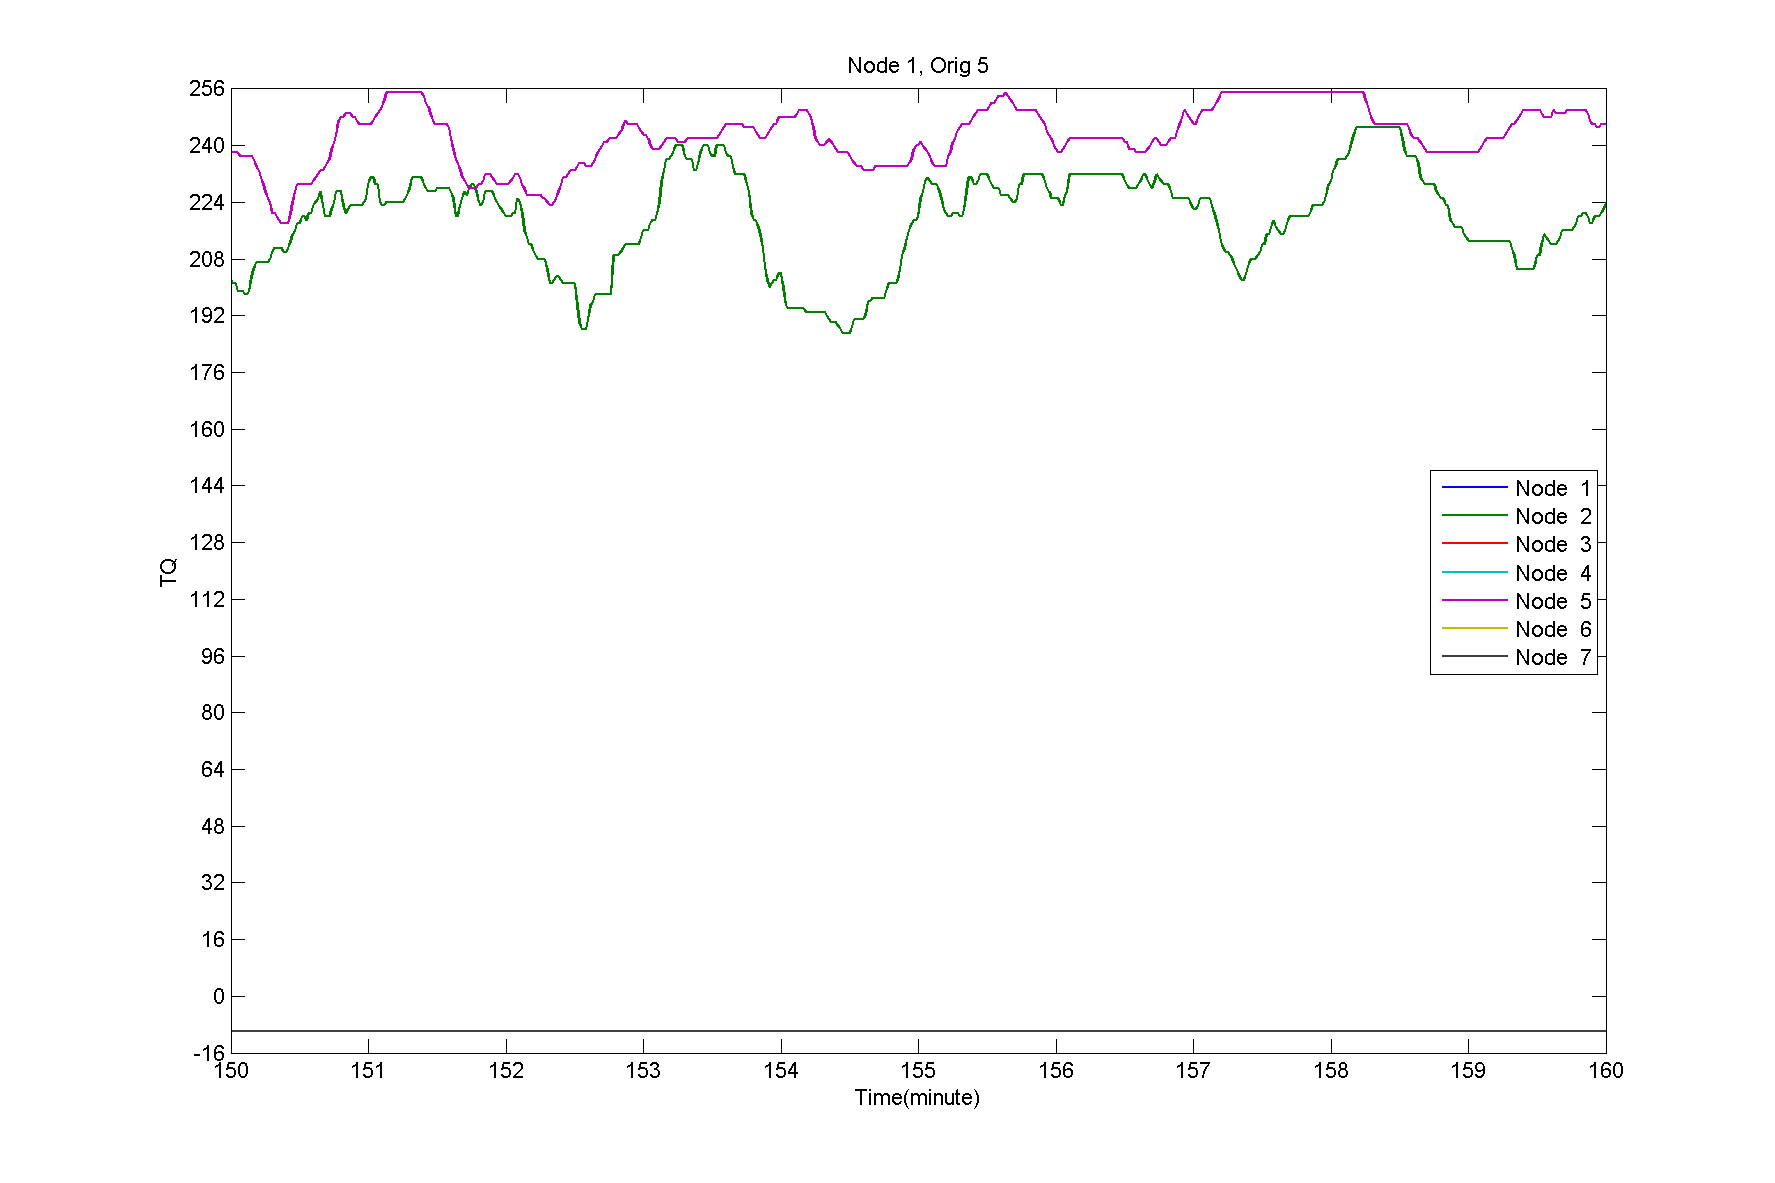 Node 1, Orig 5
256
240
224
208
192
176
160
144
128
112
96
80
64
48
32
16
0
-16
TQ
Node 1
Node 2
Node 3
Node 4
Node 5
Node 6
Node 7
150 151 152 153 154 155 156 157 158 159 160
Time(minute)